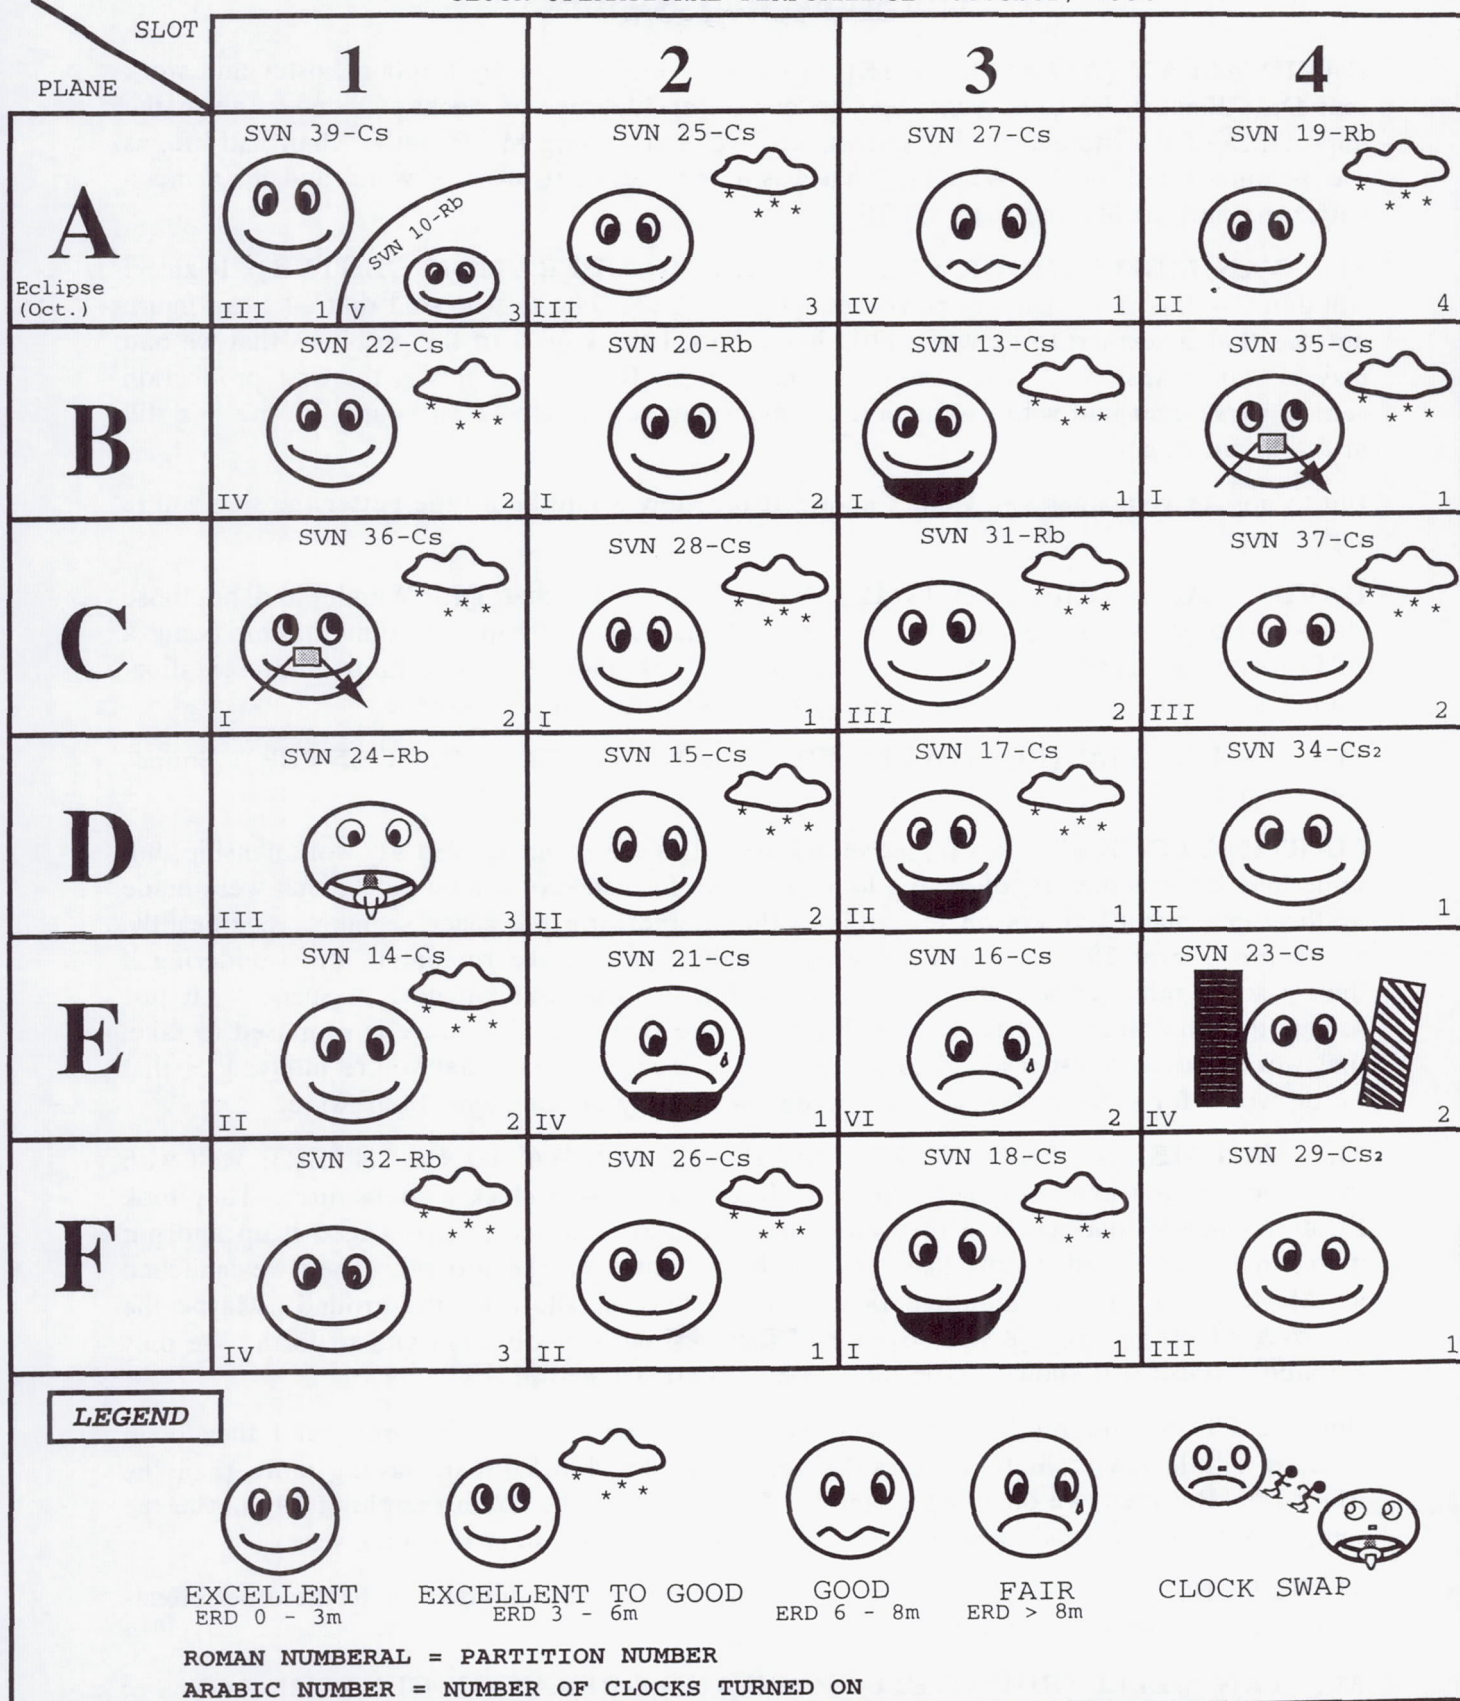 SLOT
PLANE
1 2 3 4
A
Eclipse
(Oct.)
SVN 39-Cs
III
SVN 10-Rb
V 3
SVN 25-Cs
III 3
SVN 27-Cs
IV 1
SVN 19-Rb
II 4
B
SVN 22-Cs
IV 2
SVN 20-Rb
I 2
SVN 13-Cs
I 1
SVN 35-Cs
I 1
C
SVN 36-Cs
I 2
SVN 28-Cs
I 1
SVN 31-Rb
III 2
SVN 37-Cs
III 2
D
SVN 24-Rb
III 3
SVN 15-Cs
II 2
SVN 17-Cs
II 1
SVN 34-Cs2
II 1
E
SVN 14-Cs
II 2
SVN 21-Cs
IV 1
SVN 16-Cs
VI 2
SVN 23-Cs
IV 2
F
SVN 32-Rb
IV 3
SVN 26-Cs
II 1
SVN 18-Cs
I 1
SVN 29-Cs2
III 1
LEGEND
EXCELLENT
ERD 0 - 3m
EXCELLENT TO GOOD
ERD 3 - 6m
GOOD
ERD 6 - 8m
FAIR
ERD > 8m
CLOCK SWAP
ROMAN NUMBERAL = PARTITION NUMBER
ARABIC NUMBER = NUMBER OF CLOCKS TURNED ON